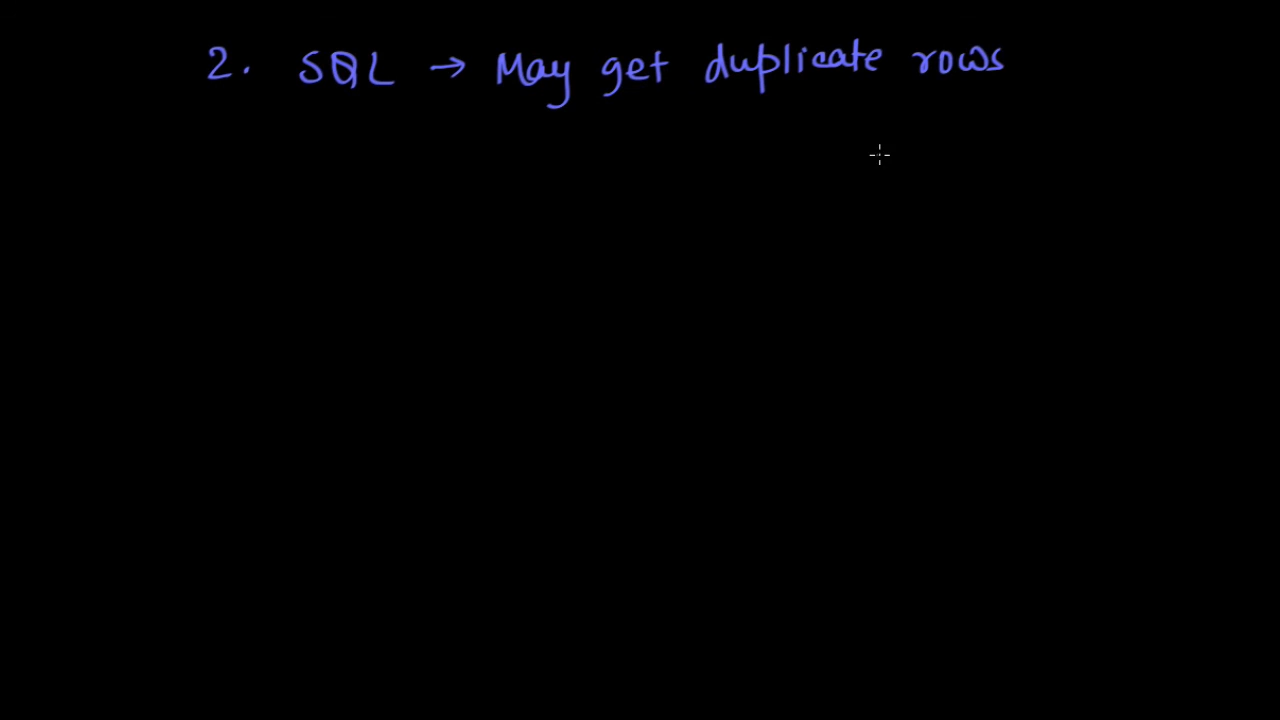 2. SQL → May get duplicate rows